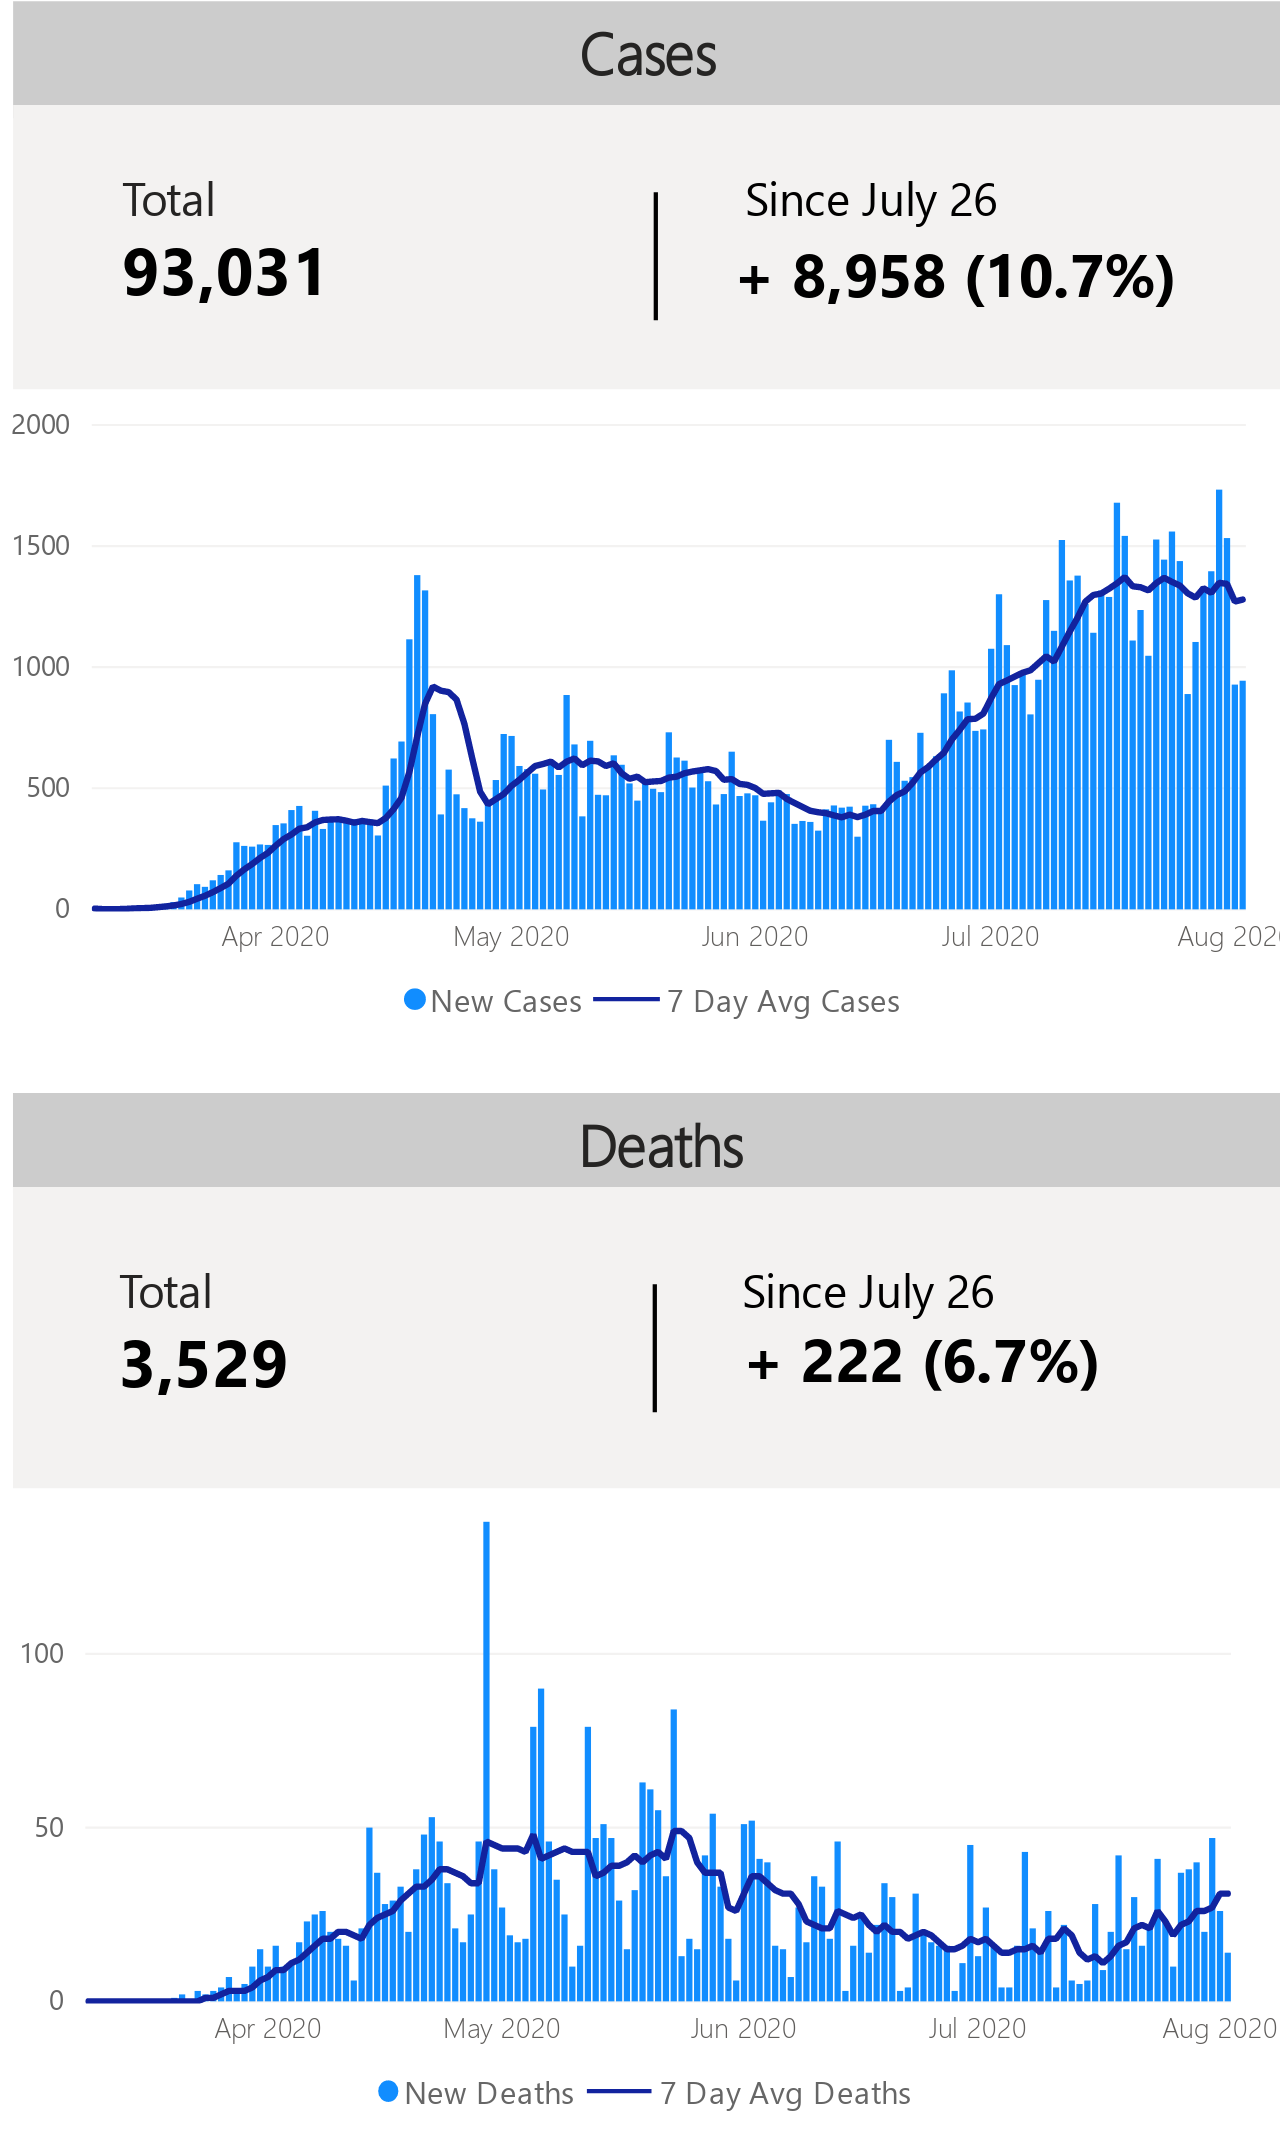 Cases
Total
Since July 26
93,031
+ 8,958 (10.7%)
2000
1500
1000
500
0
Apr 2020 May 2020 Jun 2020 Jul 2020 Aug 202
New Cases 7 Day Avg Cases
Deaths
Total
Since July 26
3,529
+ 222 (6.7%)
100
50
0
Apr 2020 May 2020 Jun 2020 Jul 2020 Aug 2020
New Deaths 7 Day Avg Deaths